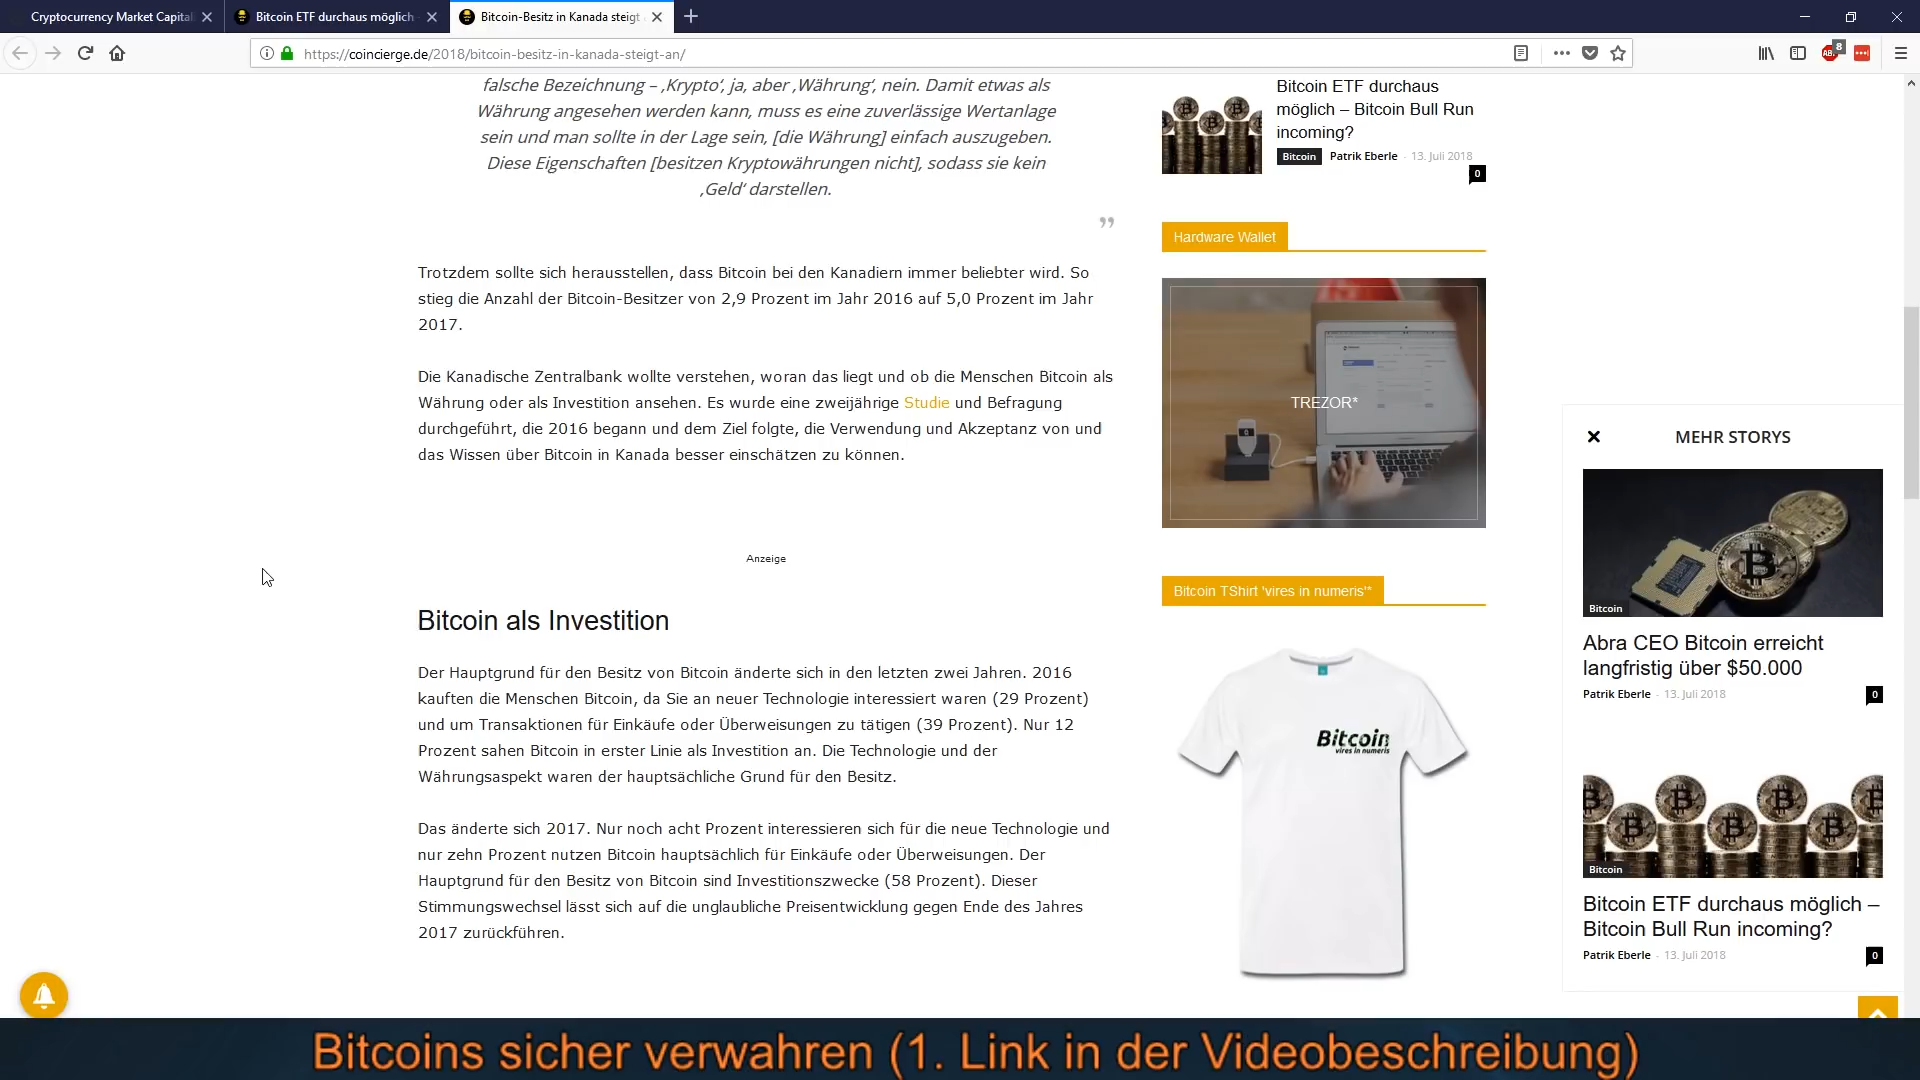 Cryptocurrency Market Capital
Bitcoin ETF durchaus möglich
Bitcoin-Besitz in Kanada steigt
https://coincierge.de/2018/bitcoin-besitz-in-kanada-steigt-an/
8
falsche Bezeichnung – ‚Krypto‘, ja, aber ‚Währung‘, nein. Damit etwas als
Währung angesehen werden kann, muss es eine zuverlässige Wertanlage
sein und man sollte in der Lage sein, [die Währung] einfach auszugeben.
Diese Eigenschaften [besitzen Kryptowährungen nicht], sodass sie kein
‚Geld‘ darstellen.
”
Trotzdem sollte sich herausstellen, dass Bitcoin bei den Kanadiern immer beliebter wird. So
stieg die Anzahl der Bitcoin-Besitzer von 2,9 Prozent im Jahr 2016 auf 5,0 Prozent im Jahr
2017.
Die Kanadische Zentralbank wollte verstehen, woran das liegt und ob die Menschen Bitcoin als
Währung oder als Investition ansehen. Es wurde eine zweijährige Studie und Befragung
durchgeführt, die 2016 begann und dem Ziel folgte, die Verwendung und Akzeptanz von und
das Wissen über Bitcoin in Kanada besser einschätzen zu können.
Anzeige
Bitcoin als Investition
Der Hauptgrund für den Besitz von Bitcoin änderte sich in den letzten zwei Jahren. 2016
kauften die Menschen Bitcoin, da Sie an neuer Technologie interessiert waren (29 Prozent)
und um Transaktionen für Einkäufe oder Überweisungen zu tätigen (39 Prozent). Nur 12
Prozent sahen Bitcoin in erster Linie als Investition an. Die Technologie und der
Währungsaspekt waren der hauptsächliche Grund für den Besitz.
Das änderte sich 2017. Nur noch acht Prozent interessieren sich für die neue Technologie und
nur zehn Prozent nutzen Bitcoin hauptsächlich für Einkäufe oder Überweisungen. Der
Hauptgrund für den Besitz von Bitcoin sind Investitionszwecke (58 Prozent). Dieser
Stimmungswechsel lässt sich auf die unglaubliche Preisentwicklung gegen Ende des Jahres
2017 zurückführen.
Bitcoin ETF durchaus
möglich – Bitcoin Bull Run
incoming?
Bitcoin Patrik Eberle - 13. Juli 2018
0
Hardware Wallet
TREZOR*
Bitcoin TShirt 'vires in numeris'*
Bitcoin
vires in numeris
MEHR STORYS
Bitcoin
Abra CEO Bitcoin erreicht
langfristig über $50.000
Patrik Eberle - 13. Juli 2018
0
Bitcoin
Bitcoin ETF durchaus möglich –
Bitcoin Bull Run incoming?
Patrik Eberle - 13. Juli 2018
0
Bitcoins sicher verwahren (1. Link in der Videobeschreibung)